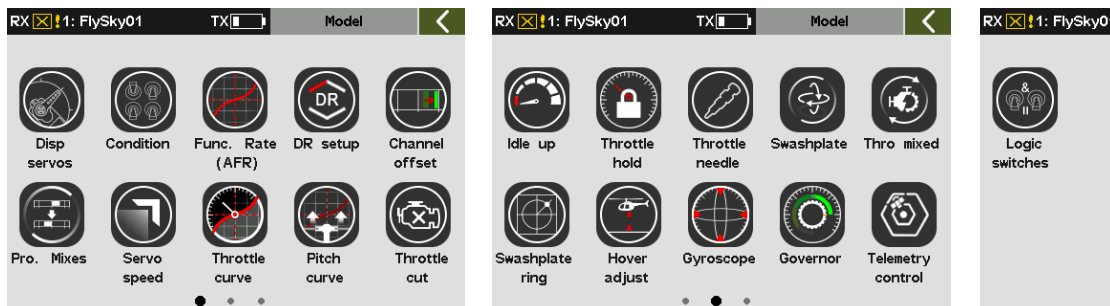 RX 1: FlySky01 TX Model
Disp servos
Condition
Func. Rate (AFR)
DR
DR setup
Channel offset
Pro. Mixes
Servo speed
Throttle curve
Pitch curve
Throttle cut
RX 1: FlySky01 TX Model
Idle up
Throttle hold
Throttle needle
Swashplate
Thro mixed
Swashplate ring
Hover adjust
Gyroscope
Governor
Telemetry control
RX 1: FlySky0
&
Logic switches